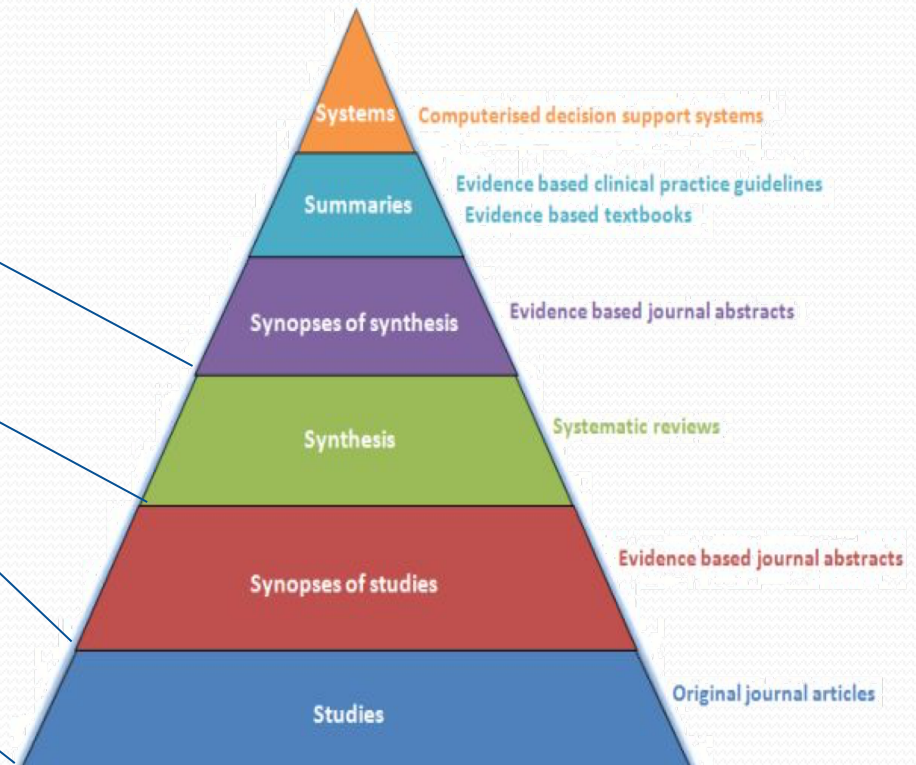 Systems
Computerised decision support systems
Summaries
Evidence based clinical practice guidelines
Evidence based textbooks
Synopses of synthesis
Evidence based journal abstracts
Synthesis
Systematic reviews
Synopses of studies
Evidence based journal abstracts
Studies
Original journal articles